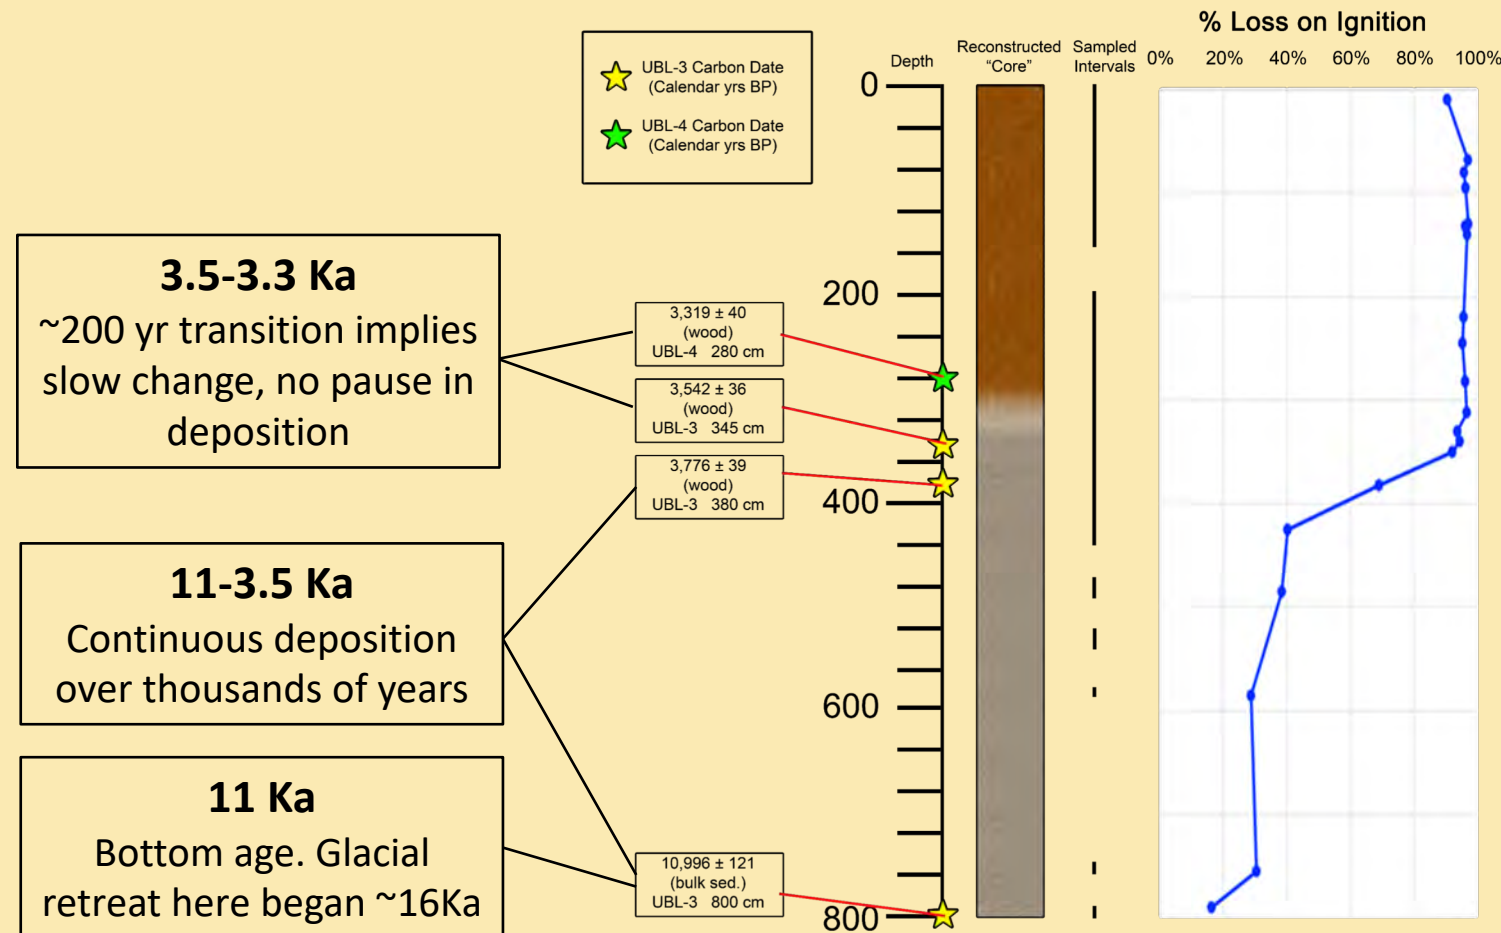 UBL-3 Carbon Date
(Calendar yrs BP)
UBL-4 Carbon Date
(Calendar yrs BP)
3.5-3.3 Ka
~200 yr transition implies
slow change, no pause in
deposition
11-3.5 Ka
Continuous deposition
over thousands of years
11 Ka
Bottom age. Glacial
retreat here began ~16Ka
3,319 ± 40
(wood)
UBL-4 280 cm
3,542 ± 36
(wood)
UBL-3 345 cm
3,776 ± 39
(wood)
UBL-3 380 cm
10,996 ± 121
(bulk sed.)
UBL-3 800 cm
Depth
0
200
400
600
800
Reconstructed
“Core”
Sampled
Intervals
% Loss on Ignition
0% 20% 40% 60% 80% 100%